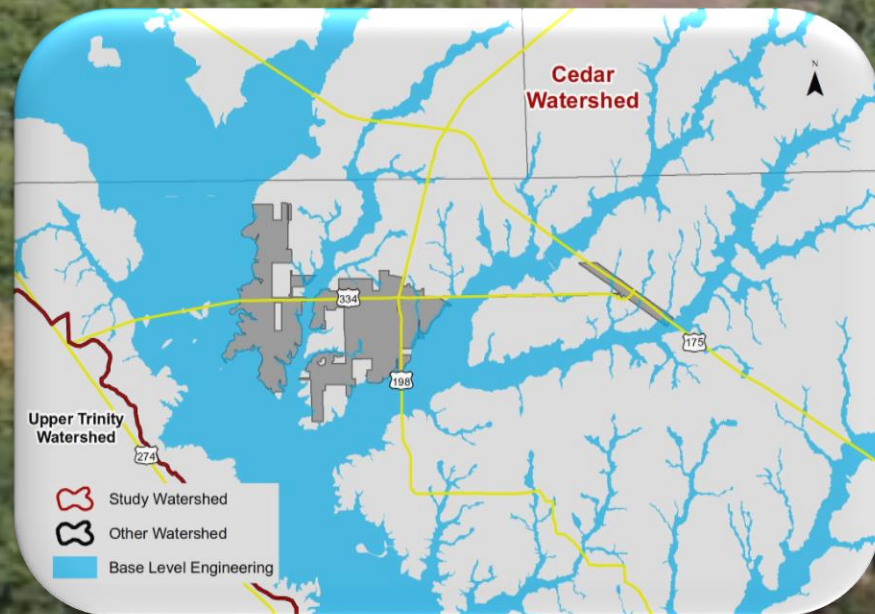 Cedar
Watershed
N
334
198
175
Upper Trinity
Watershed
274
Study Watershed
Other Watershed
Base Level Engineering